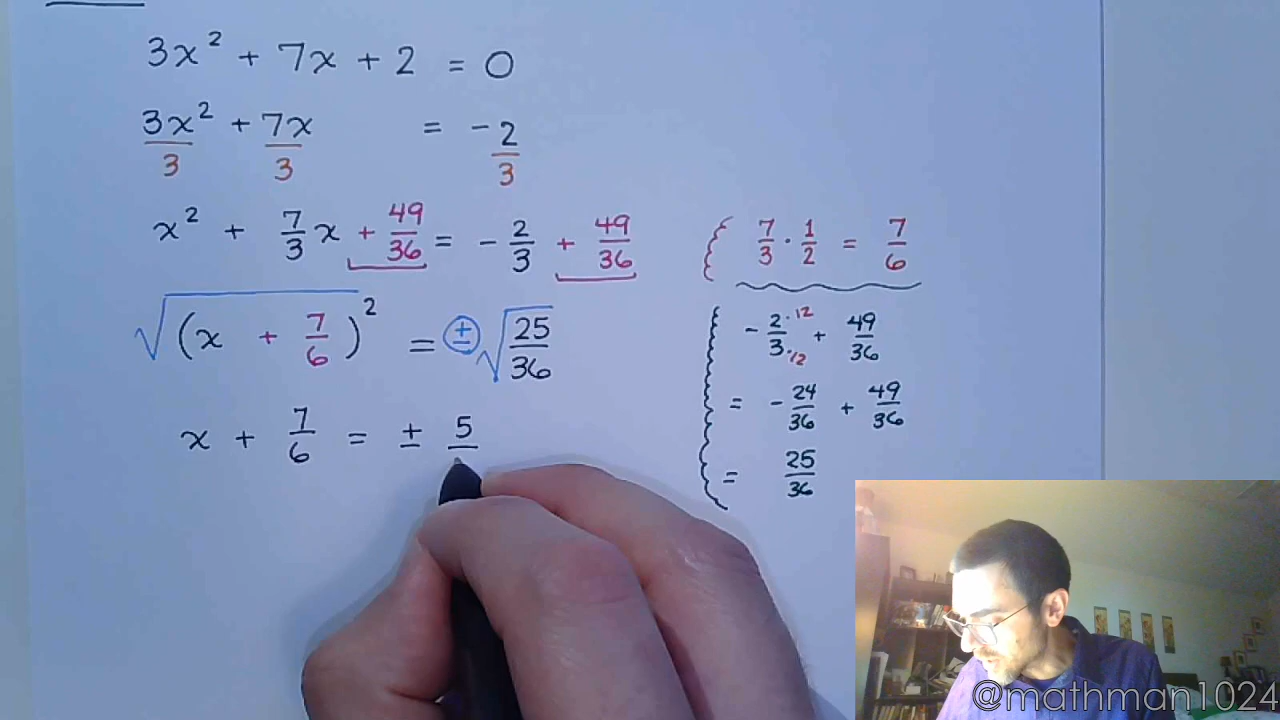 3x² + 7x + 2 = 0
3x²/3 + 7x/3 = -2/3
x² + 7/3 x + 49/36 = - 2/3 + 49/36
√(x + 7/6)² = ± √25/36
x + 7/6 = ± 5
7/3 · 1/2 = 7/6
- 2·12/3·12 + 49/36
= - 24/36 + 49/36
= 25/36
@mathman1024